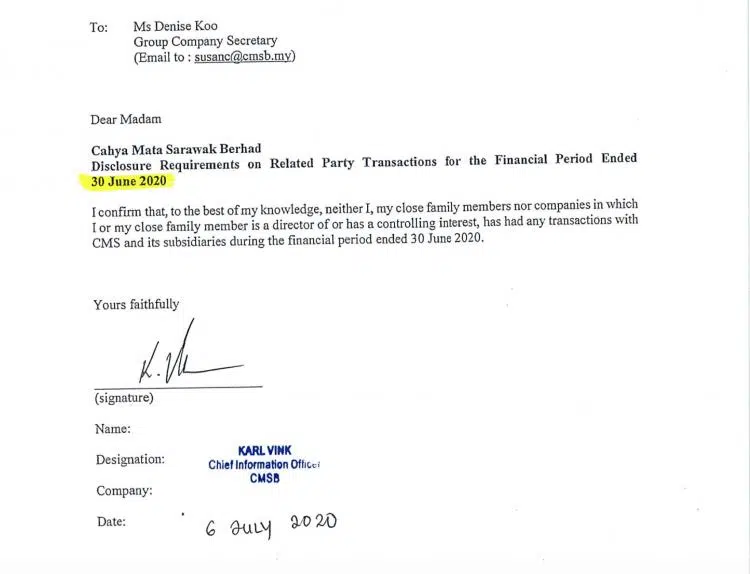 To: Ms Denise Koo
Group Company Secretary
(Email to : susanc@cmsb.my)
Dear Madam
Cahya Mata Sarawak Berhad
Disclosure Requirements on Related Party Transactions for the Financial Period Ended
30 June 2020
I confirm that, to the best of my knowledge, neither I, my close family members nor companies in which
I or my close family member is a director of or has a controlling interest, has had any transactions with
CMS and its subsidiaries during the financial period ended 30 June 2020.
Yours faithfully
K. Vink
(signature)
Name:
KARL VINK
Designation:
Chief Information Officer
CMSB
Company:
Date: 6 JULY 2020